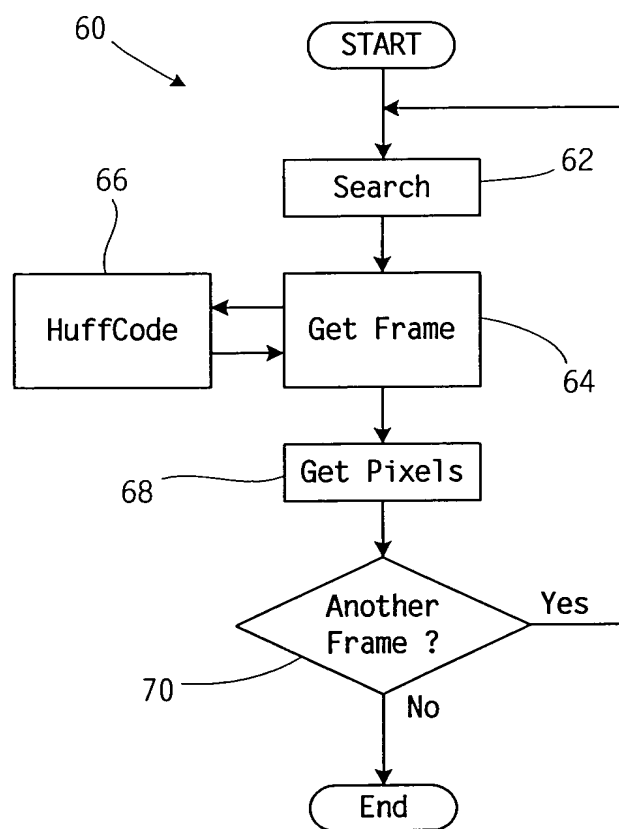 60
START
62
Search
66
HuffCode
Get Frame
64
Get Pixels
68
Another
Frame ?
Yes
70
No
End